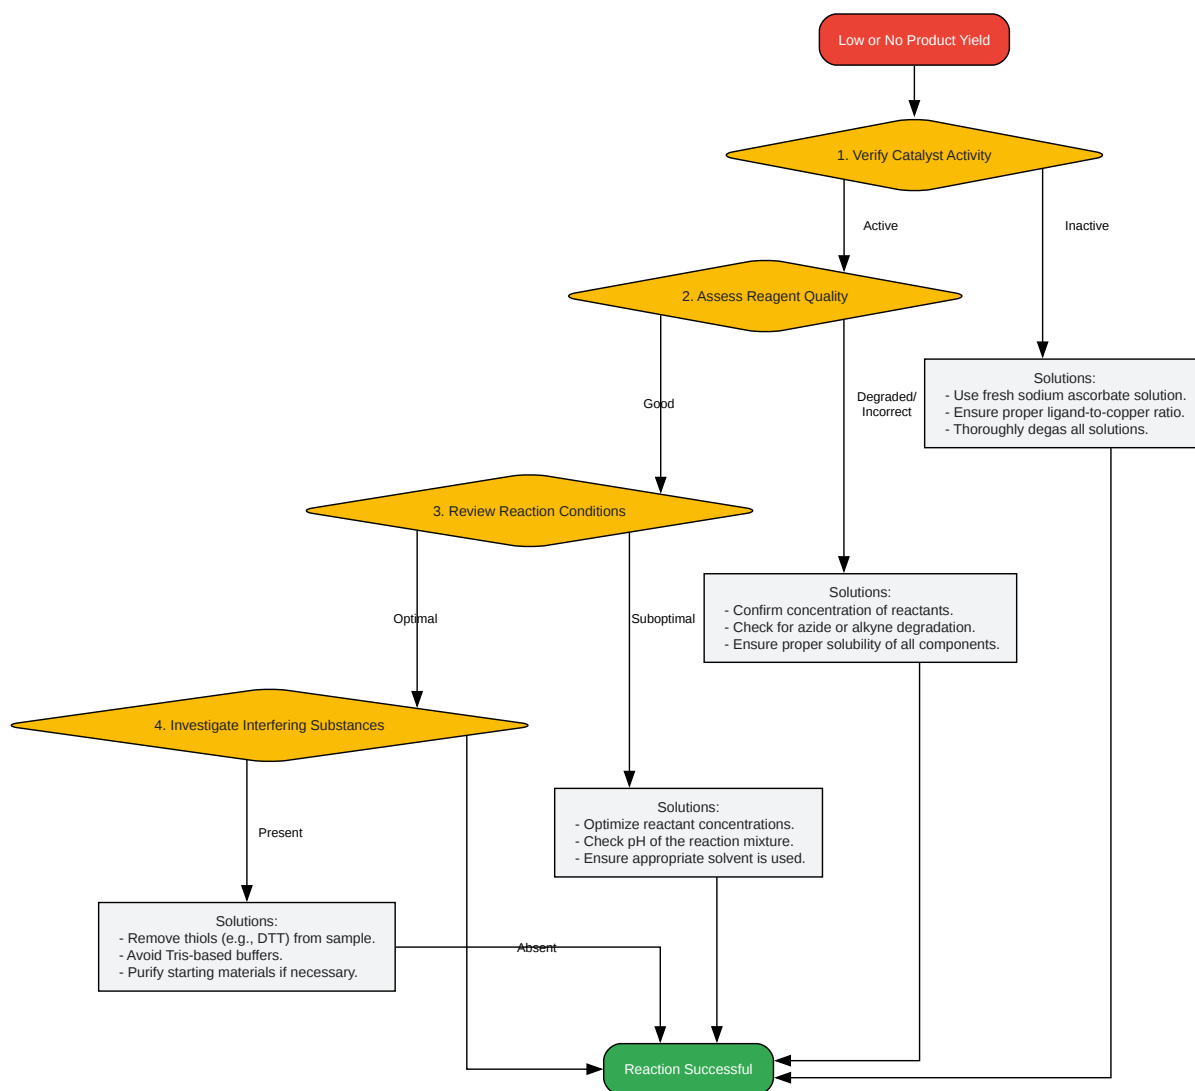 Low or No Product Yield
1. Verify Catalyst Activity
Active
Inactive
2. Assess Reagent Quality
Good
Degraded/
Incorrect
Solutions:
- Use fresh sodium ascorbate solution.
- Ensure proper ligand-to-copper ratio.
- Thoroughly degas all solutions.
3. Review Reaction Conditions
Optimal
Suboptimal
Solutions:
- Confirm concentration of reactants.
- Check for azide or alkyne degradation.
- Ensure proper solubility of all components.
4. Investigate Interfering Substances
Present
Solutions:
- Optimize reactant concentrations.
- Check pH of the reaction mixture.
- Ensure appropriate solvent is used.
Solutions:
- Remove thiols (e.g., DTT) from sample.
- Avoid Tris-based buffers.
- Purify starting materials if necessary.
Absent
Reaction Successful